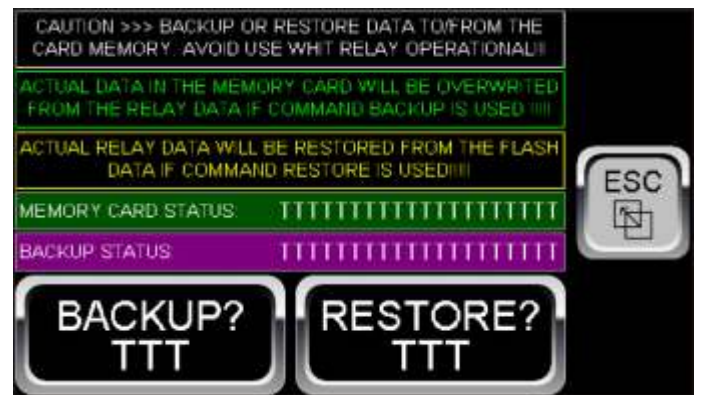 CAUTION >>> BACKUP OR RESTORE DATA TO/FROM THE
CARD MEMORY. AVOID USE WHIT RELAY OPERATIONAL!!
ACTUAL DATA IN THE MEMORY CARD WILL BE OVERWRITED
FROM THE RELAY DATA IF COMMAND BACKUP IS USED !!!!!
ACTUAL RELAY DATA WILL BE RESTORED FROM THE FLASH
DATA IF COMMAND RESTORE IS USED!!!!!
MEMORY CARD STATUS: TTTTTTTTTTTTTTTTTTTT
BACKUP STATUS: TTTTTTTTTTTTTTTTTTTT
ESC
BACKUP?
TTT
RESTORE?
TTT